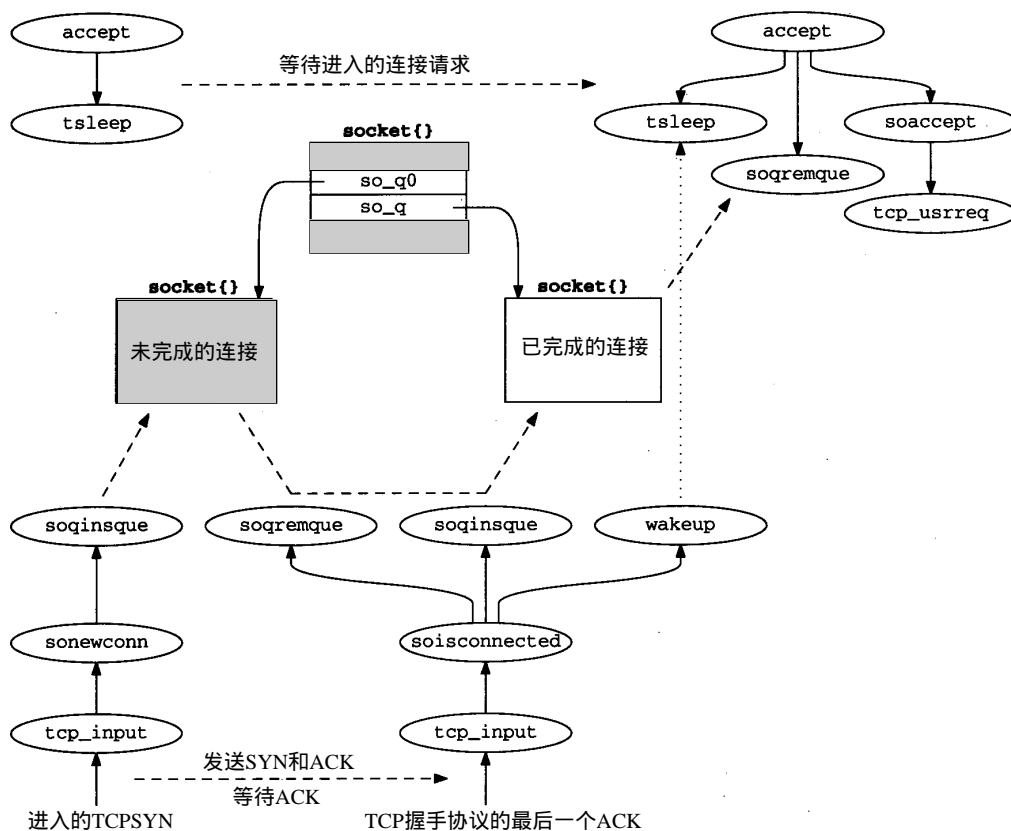 accept
accept
等待进入的连接请求
tsleep
tsleep
soaccept
socket{}
so_q0
so_q
soqremque
tcp_usrreq
socket{}
socket{}
未完成的连接
已完成的连接
soqinsque
soqremque
soqinsque
wakeup
sonewconn
soisconnected
tcp_input
tcp_input
发送SYN和ACK
等待ACK
进入的TCPSYN
TCP握手协议的最后一个ACK